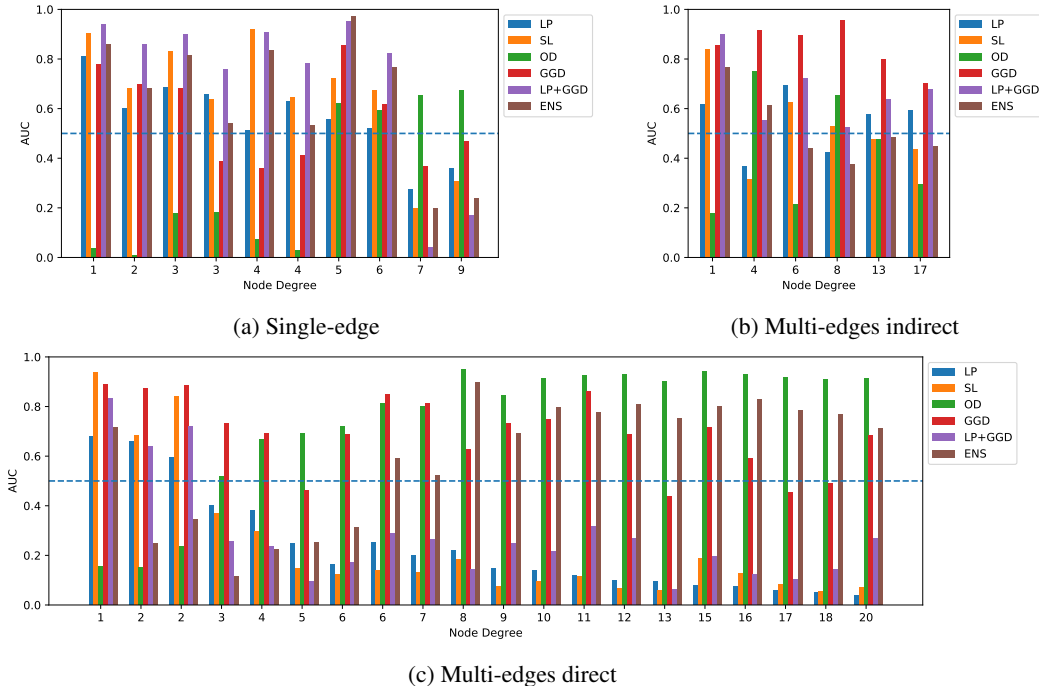 1.0
0.8
0.6
0.4
0.2
0.0
AUC
1 2 3 3 4 4 5 6 7 9
Node Degree
LP
SL
OD
GGD
LP+GGD
ENS
(a) Single-edge
1.0
0.8
0.6
0.4
0.2
0.0
AUC
1 4 6 8 13 17
Node Degree
LP
SL
OD
GGD
LP+GGD
ENS
(b) Multi-edges indirect
1.0
0.8
0.6
0.4
0.2
0.0
AUC
1 2 2 3 4 5 6 6 7 8 9 10 11 12 13 15 16 17 18 20
Node Degree
LP
SL
OD
GGD
LP+GGD
ENS
(c) Multi-edges direct